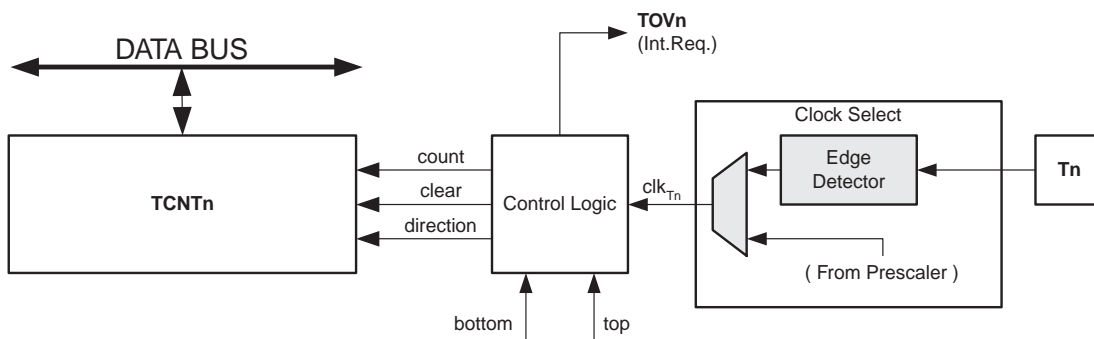 DATA BUS
TOVn
(Int.Req.)
Clock Select
TCNTn
count
clear
direction
Control Logic
clkTn
Edge
Detector
Tn
( From Prescaler )
bottom
top